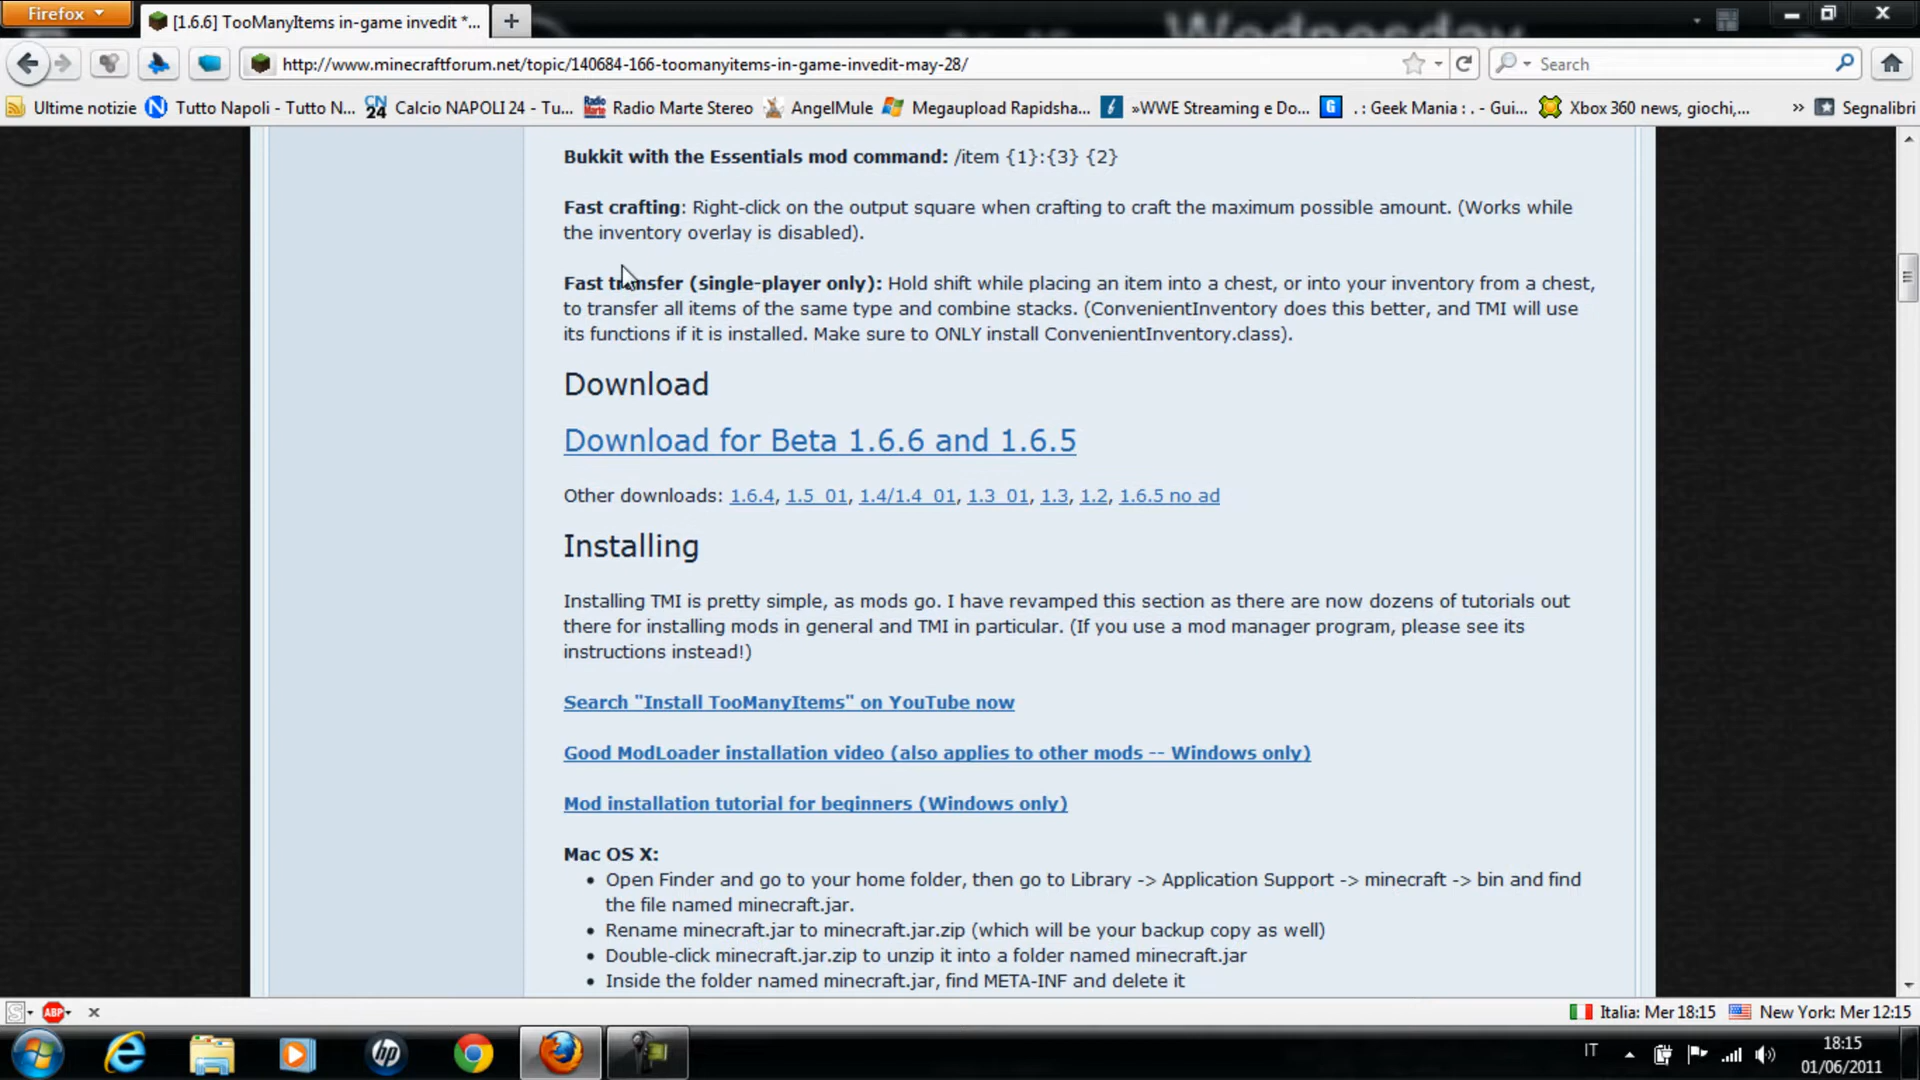 Firefox
[1.6.6] TooManyItems in-game invedit *...
Wednesday
http://www.minecraftforum.net/topic/140684-166-toomanyitems-in-game-invedit-may-28/
Search
Ultime notizie
Tutto Napoli - Tutto N...
CN 24
Calcio NAPOLI 24 - Tu...
Radio Marte
Radio Marte Stereo
AngelMule
Megaupload Rapidsha...
»WWE Streaming e Do...
G
.: Geek Mania : . - Gui...
Xbox 360 news, giochi,...
»
Segnalibri
Bukkit with the Essentials mod command: /item {1}:{3} {2}
Fast crafting: Right-click on the output square when crafting to craft the maximum possible amount. (Works while
the inventory overlay is disabled).
Fast transfer (single-player only): Hold shift while placing an item into a chest, or into your inventory from a chest,
to transfer all items of the same type and combine stacks. (ConvenientInventory does this better, and TMI will use
its functions if it is installed. Make sure to ONLY install ConvenientInventory.class).
Download
Download for Beta 1.6.6 and 1.6.5
Other downloads: 1.6.4, 1.5_01, 1.4/1.4_01, 1.3_01, 1.3, 1.2, 1.6.5 no ad
Installing
Installing TMI is pretty simple, as mods go. I have revamped this section as there are now dozens of tutorials out
there for installing mods in general and TMI in particular. (If you use a mod manager program, please see its
instructions instead!)
Search "Install TooManyItems" on YouTube now
Good ModLoader installation video (also applies to other mods -- Windows only)
Mod installation tutorial for beginners (Windows only)
Mac OS X:
• Open Finder and go to your home folder, then go to Library -> Application Support -> minecraft -> bin and find
the file named minecraft.jar.
• Rename minecraft.jar to minecraft.jar.zip (which will be your backup copy as well)
• Double-click minecraft.jar.zip to unzip it into a folder named minecraft.jar
• Inside the folder named minecraft.jar, find META-INF and delete it
S
ABP
Italia: Mer 18:15
New York: Mer 12:15
hp
IT
18:15
01/06/2011